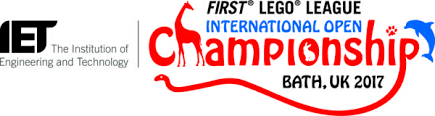 IET
The Institution of
Engineering and Technology
FIRST® LEGO® LEAGUE
INTERNATIONAL OPEN
Championship
BATH, UK 2017